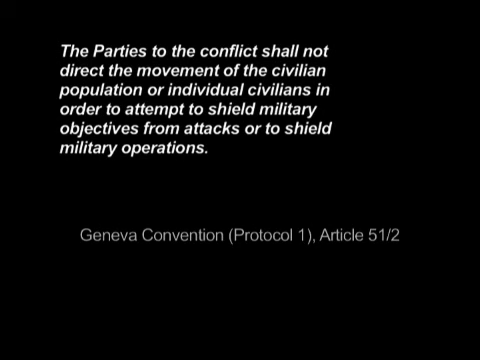 The Parties to the conflict shall not
direct the movement of the civilian
population or individual civilians in
order to attempt to shield military
objectives from attacks or to shield
military operations.
Geneva Convention (Protocol 1), Article 51/2